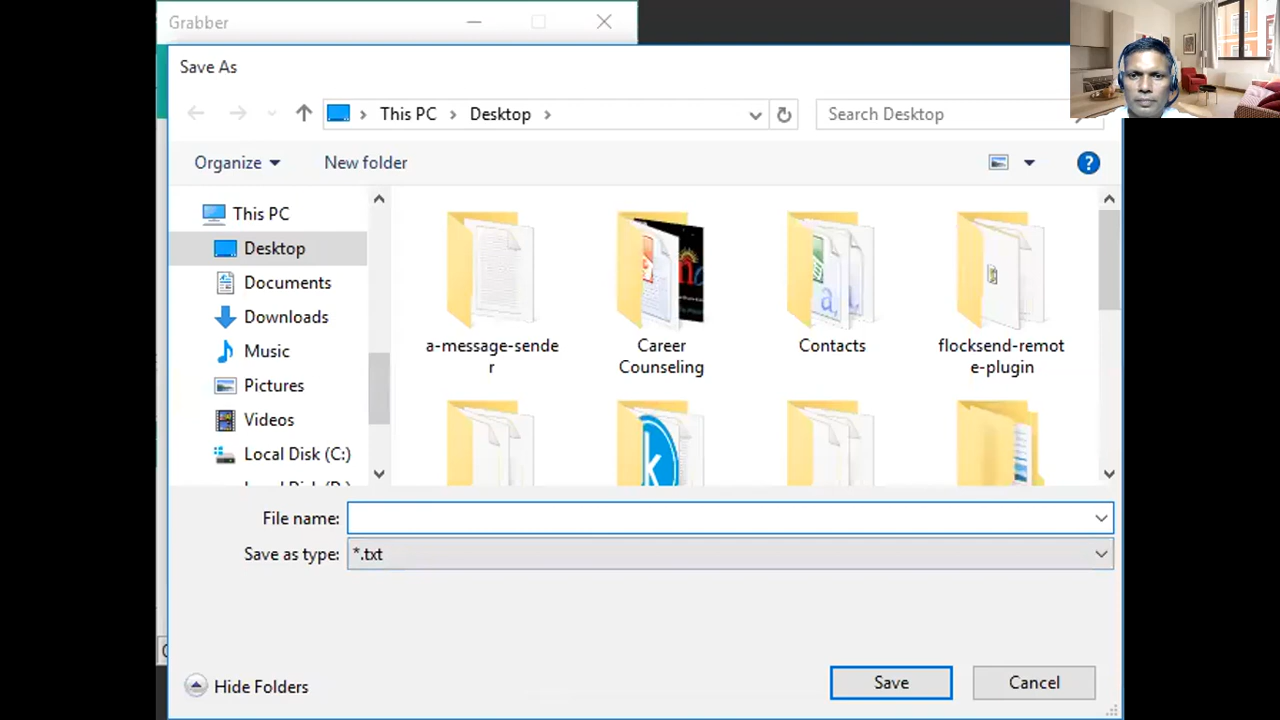 Grabber
Save As
This PC
Desktop
Search Desktop
Organize
New folder
This PC
Desktop
Documents
Downloads
Music
Pictures
Videos
Local Disk (C:)
a-message-sende
r
Career
Counseling
Contacts
flocksend-remot
e-plugin
File name:
Save as type:
*.txt
Hide Folders
Save
Cancel